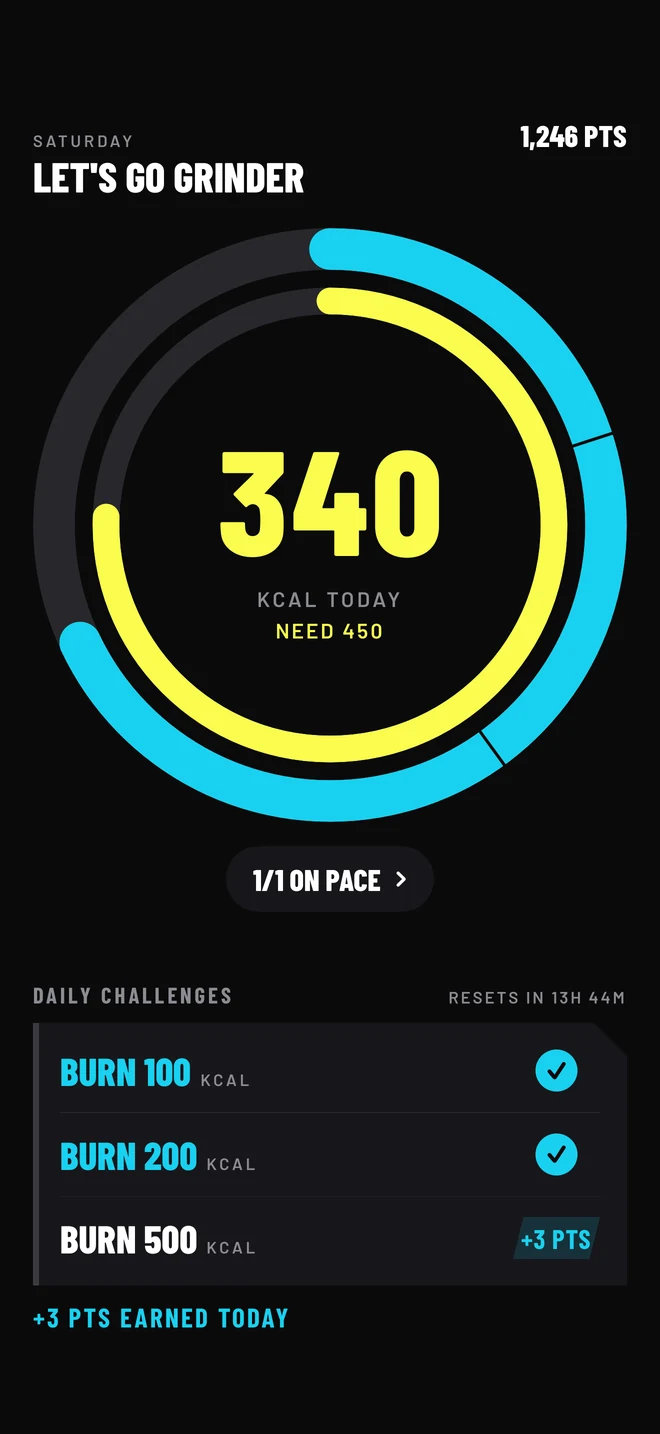 SATURDAY
1,246 PTS
LET'S GO GRINDER
340
KCAL TODAY
NEED 450
1/1 ON PACE
DAILY CHALLENGES
RESETS IN 13H 44M
BURN 100 KCAL
BURN 200 KCAL
BURN 500 KCAL
+3 PTS
+3 PTS EARNED TODAY